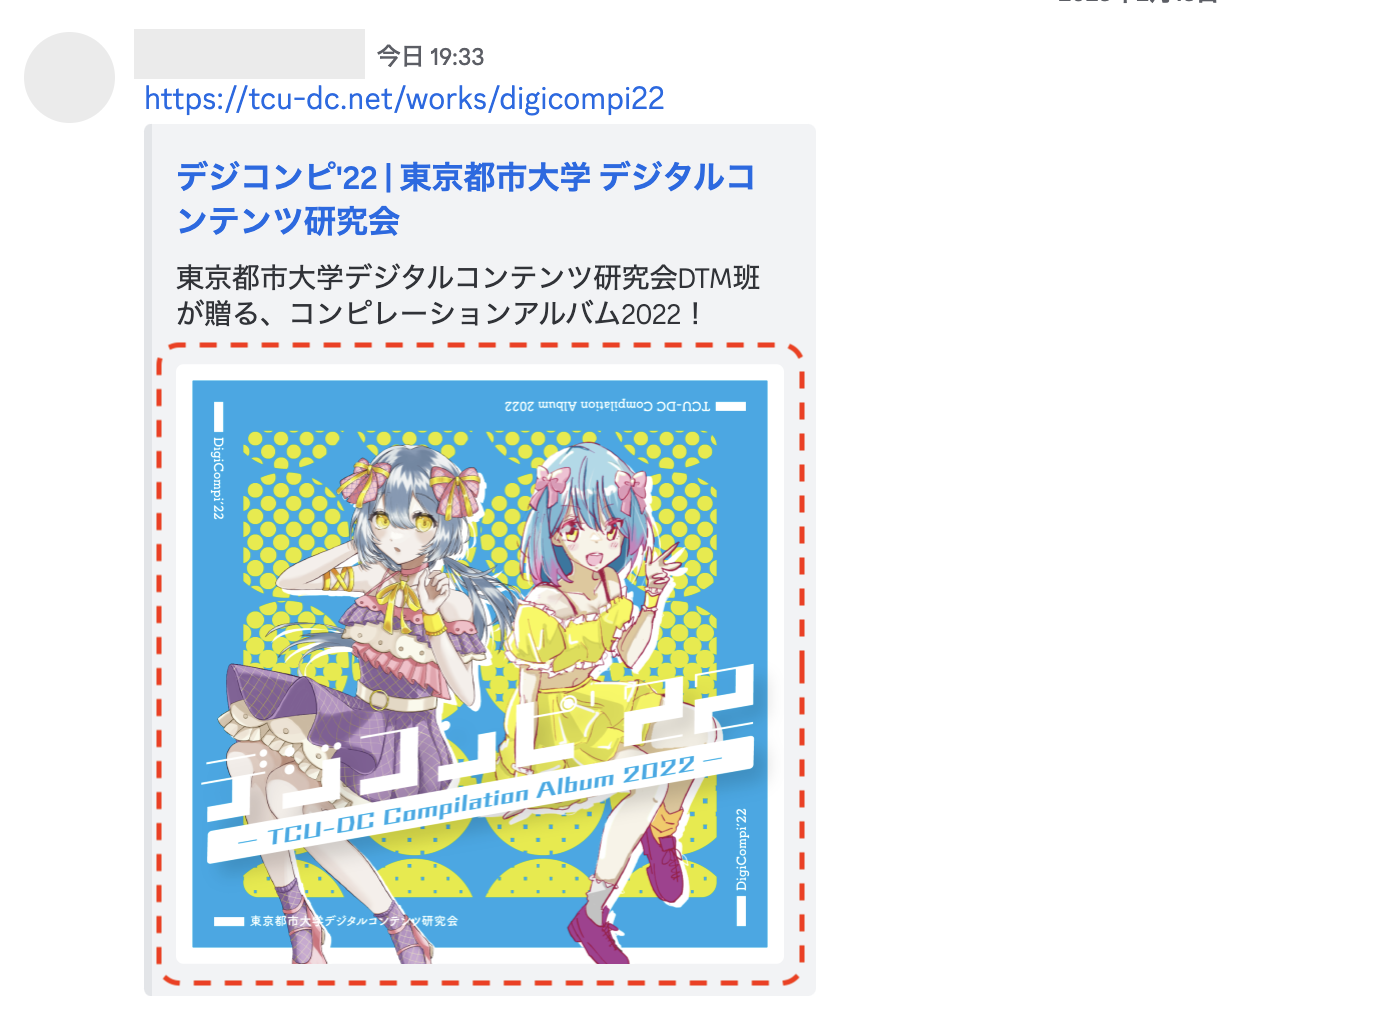 今日 19:33
https://tcu-dc.net/works/digicompi22
デジコンピ'22 | 東京都市大学 デジタルコ
ンテンツ研究会
東京都市大学デジタルコンテンツ研究会DTM班
が贈る、コンピレーションアルバム2022！
TCU-DC Compilation Album 2022
DigiCompi'22
デジコンピ 22
— TCU-DC Compilation Album 2022 —
DigiCompi'22
東京都市大学デジタルコンテンツ研究会